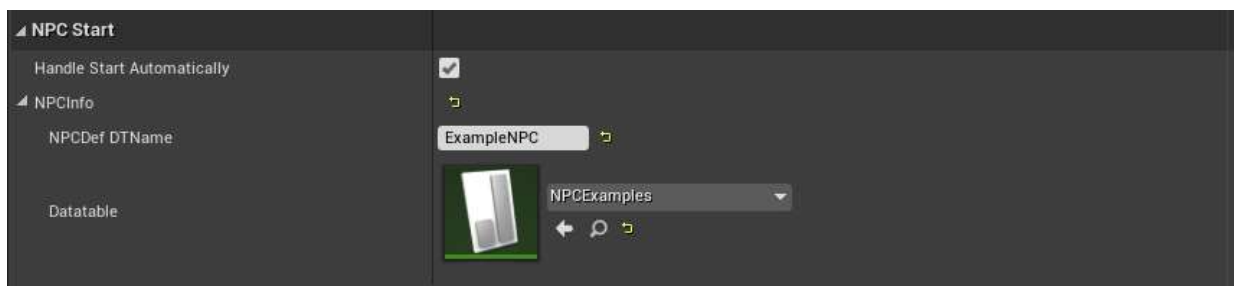 NPC Start
Handle Start Automatically
NPCInfo
NPCDef DTName
ExampleNPC
Datatable
NPCExamples